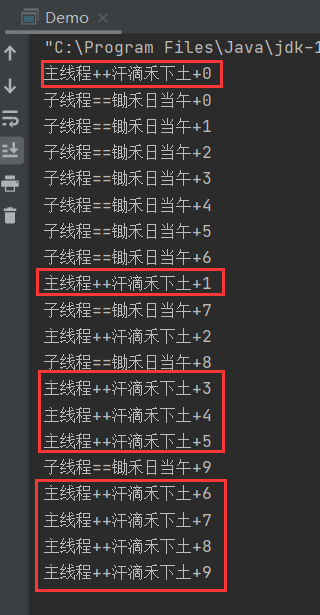 Demo
"C:\Program Files\Java\jdk-1
主线程++汗滴禾下土+0
子线程==锄禾日当午+0
子线程==锄禾日当午+1
子线程==锄禾日当午+2
子线程==锄禾日当午+3
子线程==锄禾日当午+4
子线程==锄禾日当午+5
子线程==锄禾日当午+6
主线程++汗滴禾下土+1
子线程==锄禾日当午+7
主线程++汗滴禾下土+2
子线程==锄禾日当午+8
主线程++汗滴禾下土+3
主线程++汗滴禾下土+4
主线程++汗滴禾下土+5
子线程==锄禾日当午+9
主线程++汗滴禾下土+6
主线程++汗滴禾下土+7
主线程++汗滴禾下土+8
主线程++汗滴禾下土+9